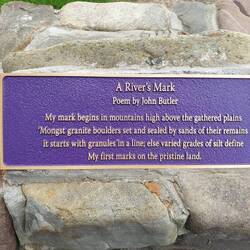 A River's Mark
Poem by John Butler
My mark begins in mountains high above the gathered plains
'Mongst granite boulders set and sealed by sands of their remains
it starts with granules in a line; else varied grades of silt define
My first marks on the pristine land.